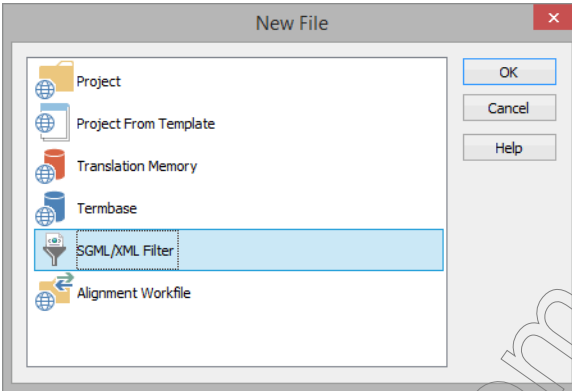 New File
Project
OK
Project From Template
Cancel
Translation Memory
Help
Termbase
SGML/XML Filter
Alignment Workfile